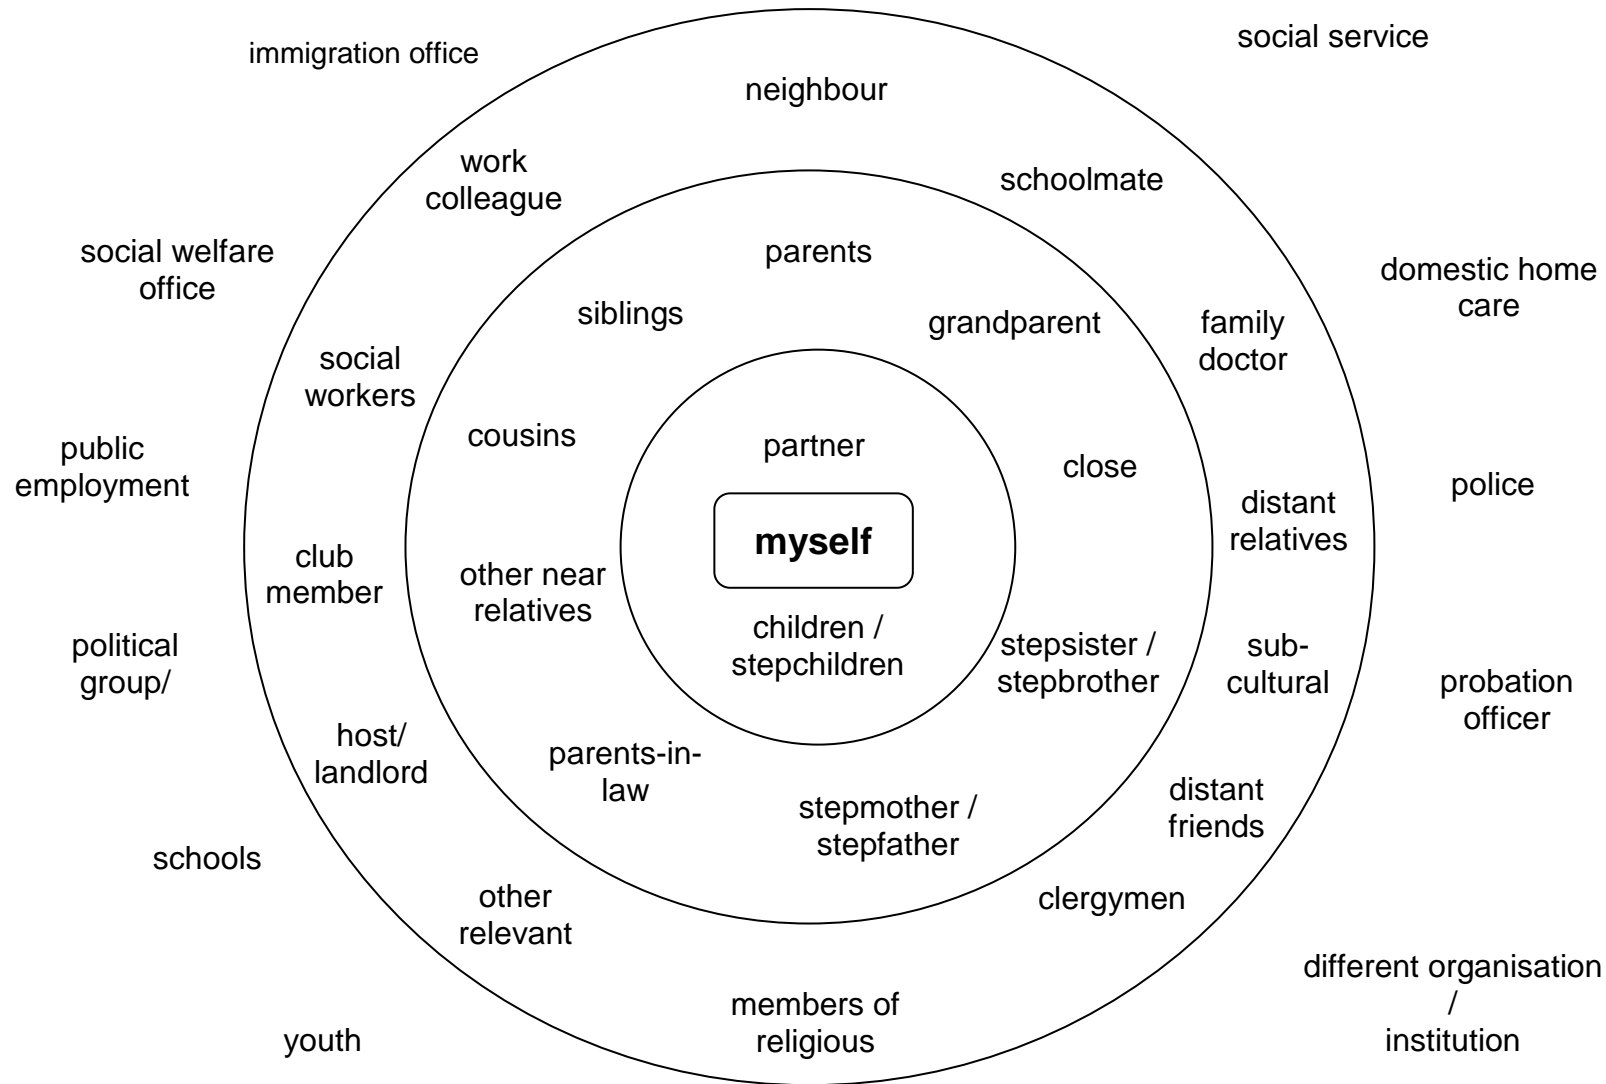 social service
immigration office
neighbour
work
colleague
schoolmate
social welfare
office
parents
domestic home
care
siblings
grandparent
family
doctor
social
workers
cousins
partner
close
public
employment
police
distant
relatives
myself
club
member
other near
relatives
children /
stepchildren
stepsister /
stepbrother
sub-
cultural
political
group/
probation
officer
host/
landlord
parents-in-
law
stepmother /
stepfather
distant
friends
schools
other
relevant
clergymen
different organisation
/
institution
members of
religious
youth